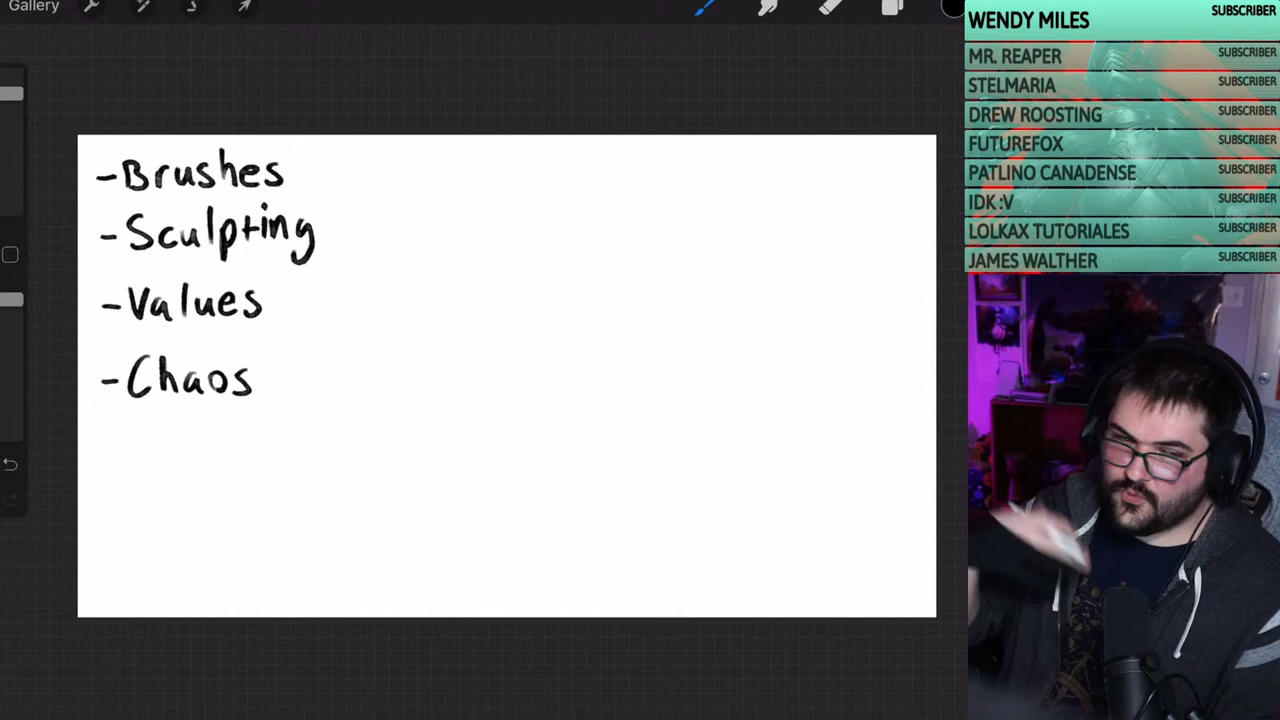 Gallery
-Brushes
-Sculpting
-Values
-Chaos
WENDY MILES SUBSCRIBER
MR. REAPER SUBSCRIBER
STELMARIA SUBSCRIBER
DREW ROOSTING SUBSCRIBER
FUTUREFOX SUBSCRIBER
PATLINO CANADENSE SUBSCRIBER
IDK :V SUBSCRIBER
LOLKAX TUTORIALES SUBSCRIBER
JAMES WALTHER SUBSCRIBER